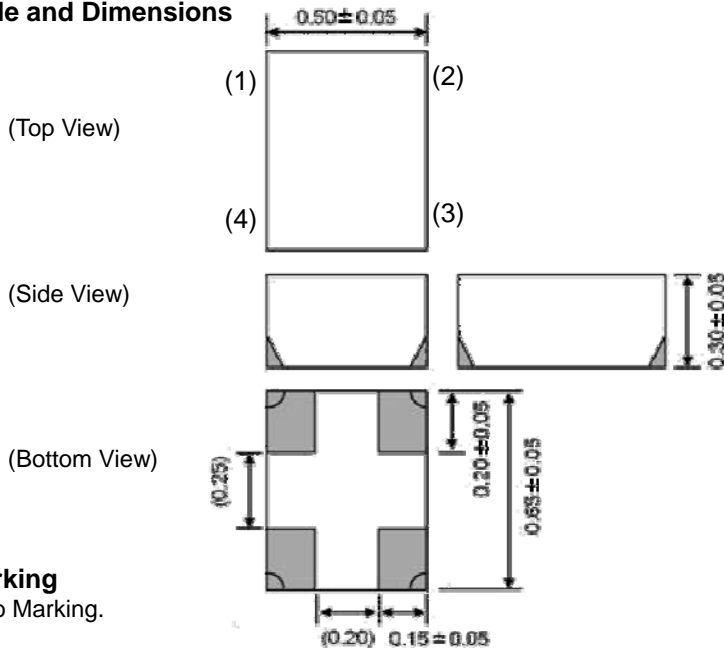 le and Dimensions
0.50±0.05
(1)
(2)
(Top View)
(4)
(3)
(Side View)
0.30±0.05
(Bottom View)
(0.25)
0.20±0.05
0.65±0.05
rking
o Marking.
(0.20)
0.15±0.05